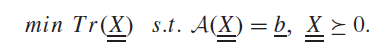 min Tr(X) s.t. A(X) = b, X ⪰ 0.